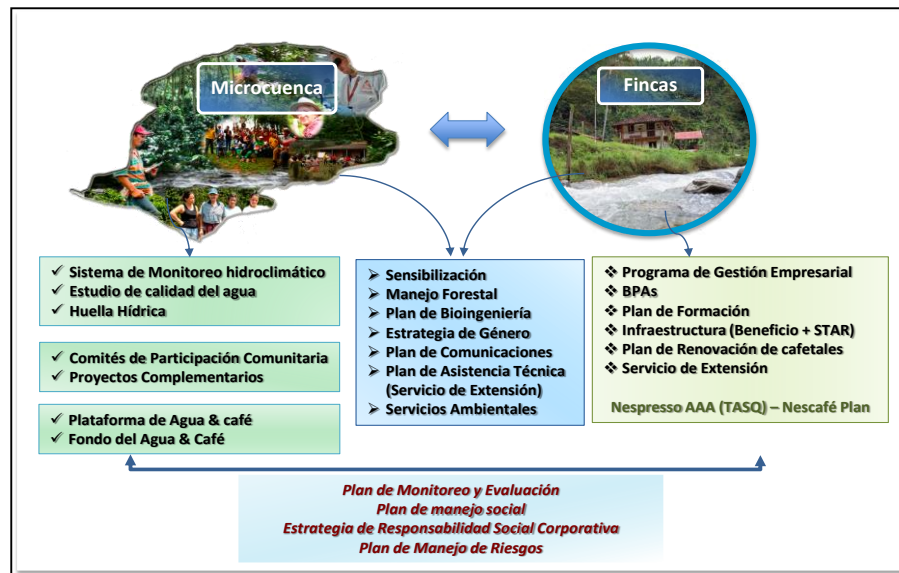 Microcuenca
Fincas
Sistema de Monitoreo hidroclimático
Estudio de calidad del agua
Huella Hídrica
Comités de Participación Comunitaria
Proyectos Complementarios
Plataforma de Agua & café
Fondo del Agua & Café
Sensibilización
Manejo Forestal
Plan de Bioingeniería
Estrategia de Género
Plan de Comunicaciones
Plan de Asistencia Técnica
(Servicio de Extensión)
Servicios Ambientales
Programa de Gestión Empresarial
BPAs
Plan de Formación
Infraestructura (Beneficio + STAR)
Plan de Renovación de cafetales
Servicio de Extensión
Nespresso AAA (TASQ) – Nescafé Plan
Plan de Monitoreo y Evaluación
Plan de manejo social
Estrategia de Responsabilidad Social Corporativa
Plan de Manejo de Riesgos